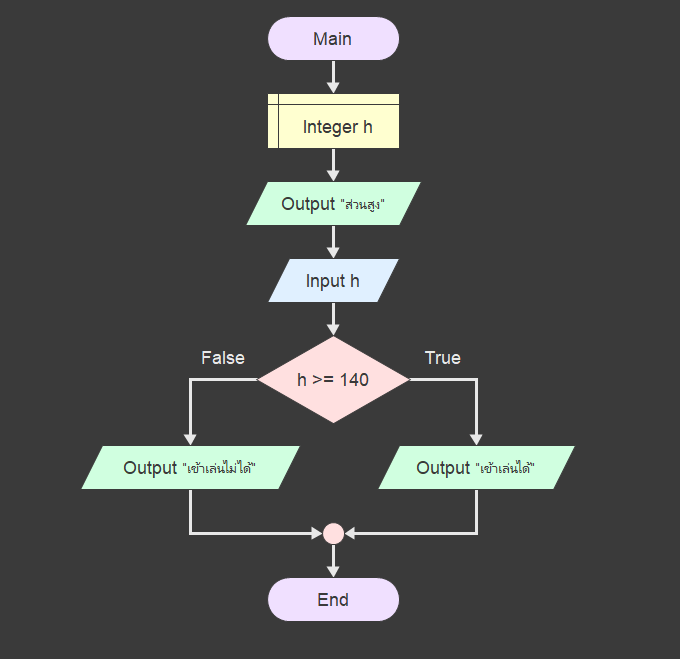 Main
Integer h
Output "ส่วนสูง"
Input h
False
True
h >= 140
Output "เข้าเล่นไม่ได้"
Output "เข้าเล่นได้"
End